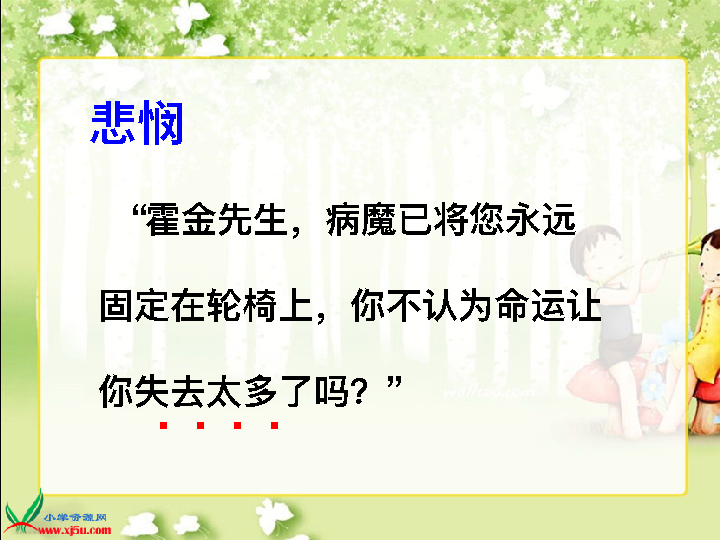 悲悯
“霍金先生，病魔已将您永远
固定在轮椅上，你不认为命运让
你失去太多了吗？”
小学资源网
www.xj5u.com